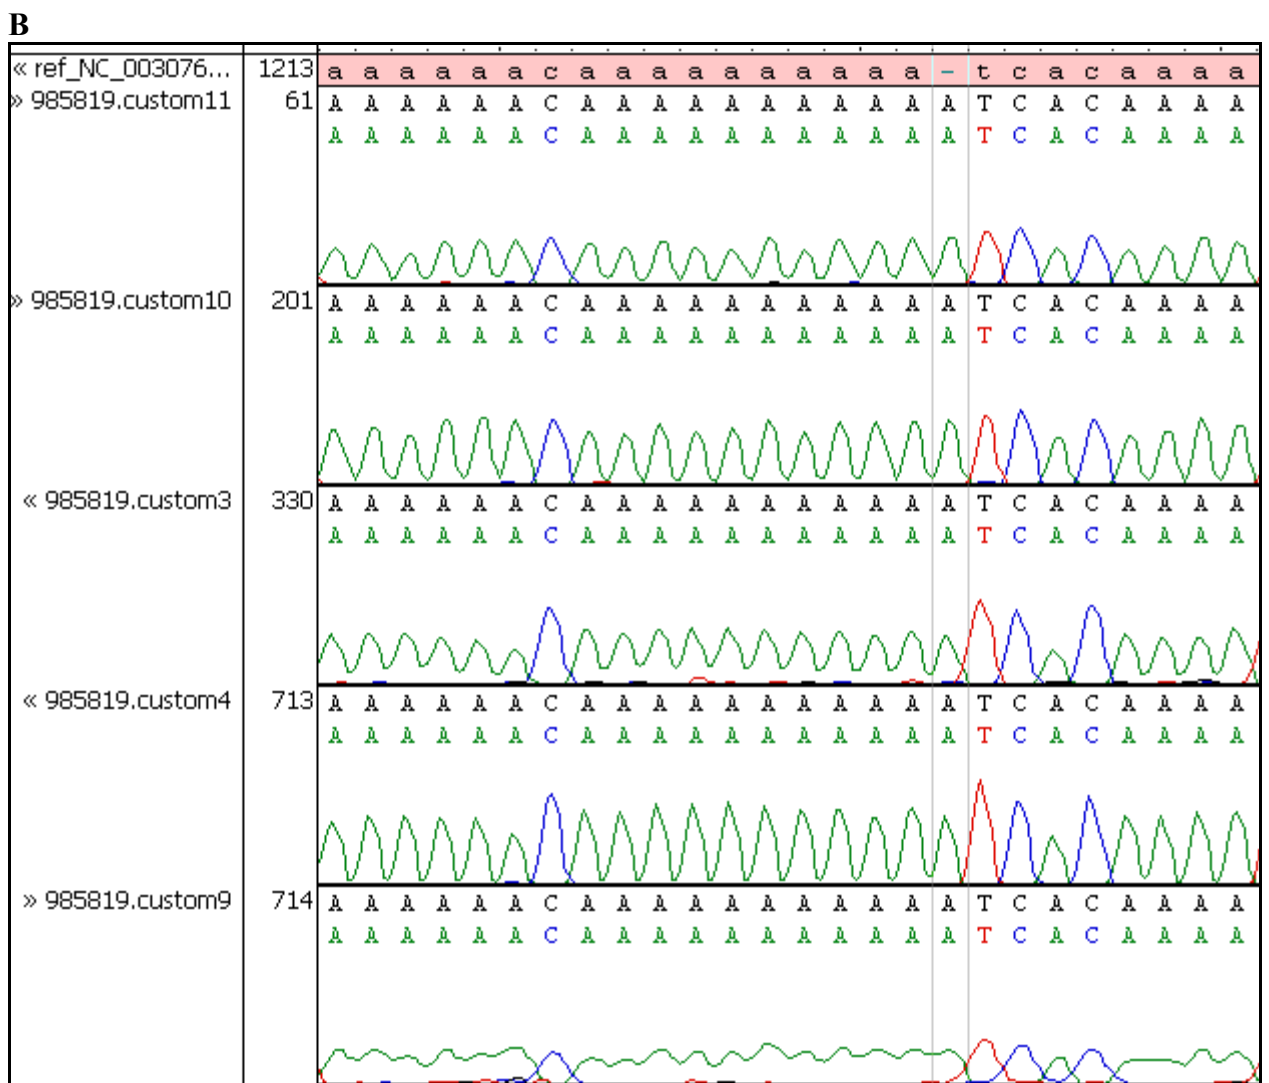 B
« ref_NC_003076... 1213 a a a a a a c a a a a a a a a a a - t c a c a a a a
» 985819.custom11 61 A A A A A A C A A A A A A A A A A A T C A C A A A A
A A A A A A C A A A A A A A A A A A T C A C A A A A
» 985819.custom10 201 A A A A A A C A A A A A A A A A A A T C A C A A A A
A A A A A A C A A A A A A A A A A A T C A C A A A A
« 985819.custom3 330 A A A A A A C A A A A A A A A A A A T C A C A A A A
A A A A A A C A A A A A A A A A A A T C A C A A A A
« 985819.custom4 713 A A A A A A C A A A A A A A A A A A T C A C A A A A
A A A A A A C A A A A A A A A A A A T C A C A A A A
» 985819.custom9 714 A A A A A A C A A A A A A A A A A A T C A C A A A A
A A A A A A C A A A A A A A A A A A T C A C A A A A